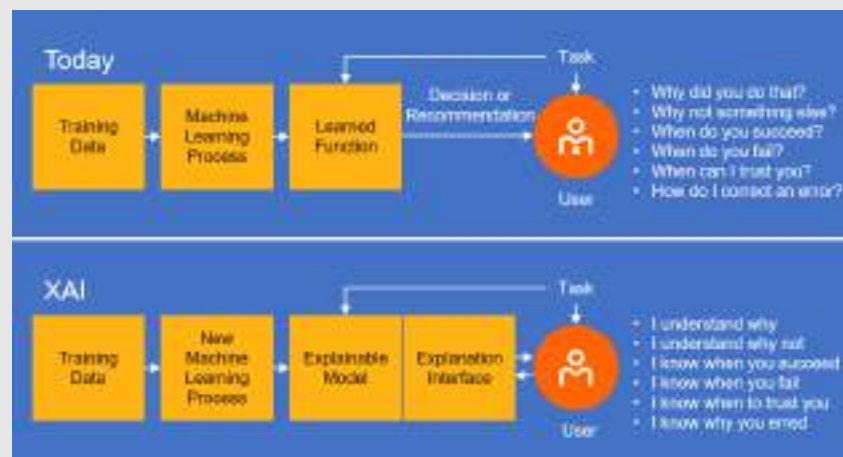 Today
Task
Training
Data
Machine
Learning
Process
Learned
Function
Decision or
Recommendation
User
• Why did you do that?
• Why not something else?
• When do you succeed?
• When do you fail?
• When can I trust you?
• How do I correct an error?
XAI
Task
Training
Data
New
Machine
Learning
Process
Explainable
Model
Explanation
Interface
User
• I understand why
• I understand why not
• I know when you succeed
• I know when you fail
• I know when to trust you
• I know why you erred